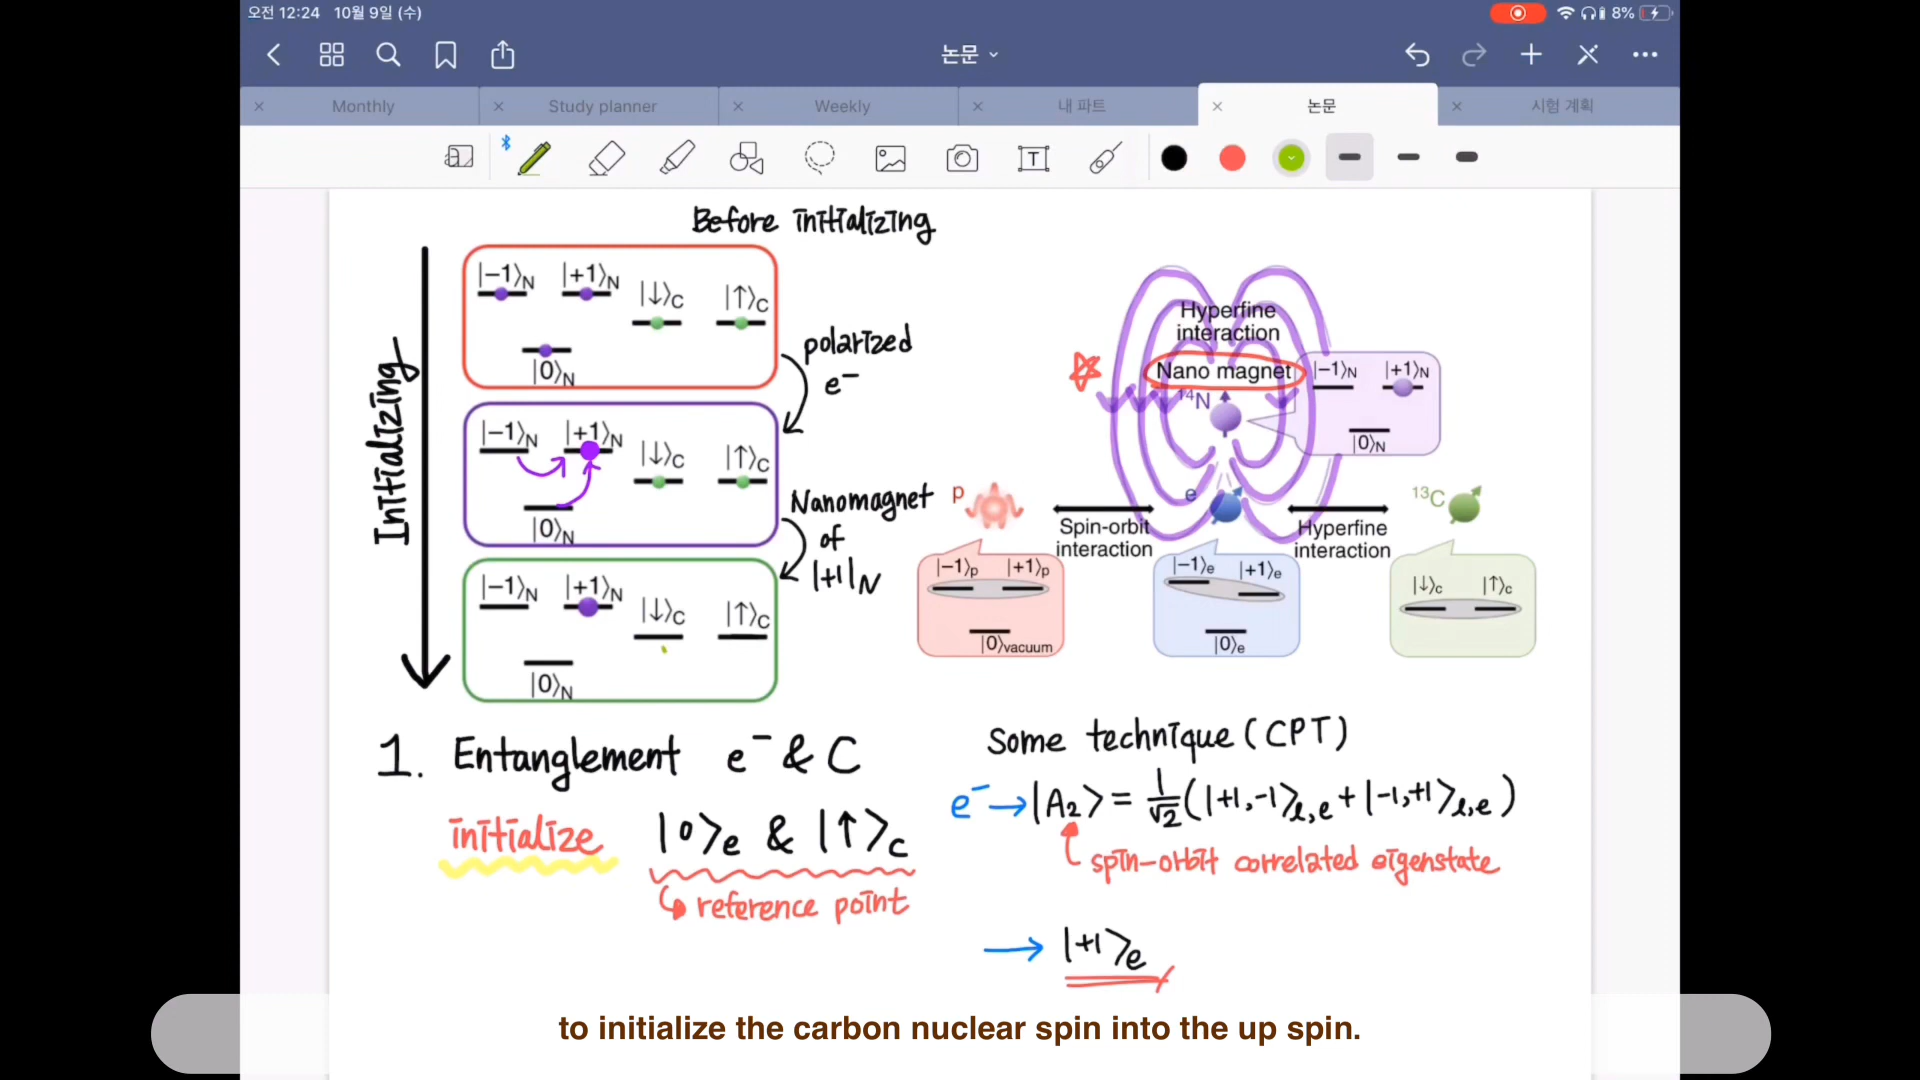 오전 12:24 10월 9일 (수)
8%
논문
Monthly
Study planner
Weekly
내 파트
논문
시험 계획
Before initializing
Initializing
|−1⟩N |+1⟩N |↓⟩C |↑⟩C
|0⟩N
polarized
e⁻
|−1⟩N |+1⟩N |↓⟩C |↑⟩C
|0⟩N
Nanomagnet
of
|+1|N
|−1⟩N |+1⟩N |↓⟩C |↑⟩C
|0⟩N
Hyperfine
interaction
Nano magnet
14N
|−1⟩N |+1⟩N
|0⟩N
p
e
13C
Spin-orbit
interaction
Hyperfine
interaction
|−1⟩p |+1⟩p
|0⟩vacuum
|−1⟩e |+1⟩e
|0⟩e
|↓⟩c |↑⟩c
1. Entanglement e⁻ & C
initialize |0⟩e & |↑⟩c
reference point
Some technique (CPT)
e⁻ → |A2⟩ = 1/√2 (|+1,-1⟩l,e + |-1,+1⟩l,e)
spin-orbit correlated eigenstate
→ |+1⟩e
to initialize the carbon nuclear spin into the up spin.